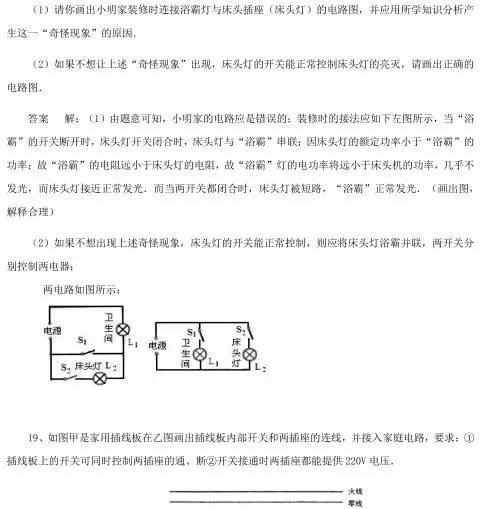 （1）请你画出小明家装修时连接浴霸灯与床头插座（床头灯）的电路图，并应用所学知识分析产
生这一“奇怪现象”的原因．
（2）如果不想让上述“奇怪现象”出现，床头灯的开关能正常控制床头灯的亮灭，请画出正确的
电路图．
答案　解：（1）由题意可知，小明家的电路应是错误的；装修时的接法应如下左图所示，当“浴
霸”的开关断开时，床头灯开关闭合时，床头灯与“浴霸”串联；因床头灯的额定功率小于“浴霸”的
功率；故“浴霸”的电阻远小于床头灯的电阻，故“浴霸”灯的电功率将远小于床头机的功率，几乎不
发光，而床头灯接近正常发光．而当两开关都闭合时，床头灯被短路，“浴霸”正常发光．（画出图，
解释合理）
（2）如果不想出现上述奇怪现象，床头灯的开关能正常控制，则应将床头灯浴霸并联，两开关分
别控制两电器；
两电路如图所示：
电源 S₁ 卫生间 L₁
S₂ 床头灯 L₂
电源 S₁ 卫生间 L₁ S₂ 床头灯 L₂
19、如图甲是家用插线板在乙图画出插线板内部开关和两插座的连线，并接入家庭电路，要求：①
插线板上的开关可同时控制两插座的通、断②开关接通时两插座都能提供 220V 电压．
火线
零线